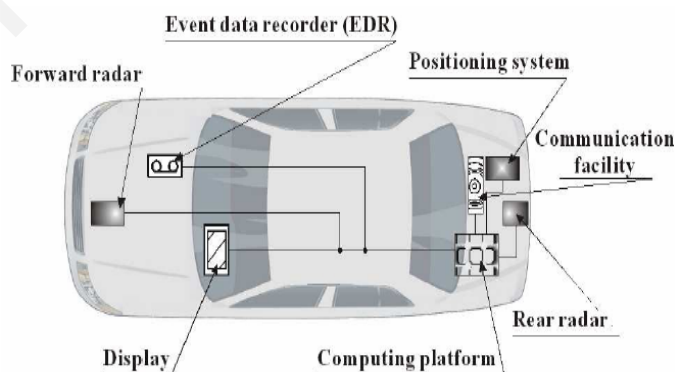 Event data recorder (EDR)
Forward radar
Positioning system
Communication
facility
Rear radar
Display
Computing platform